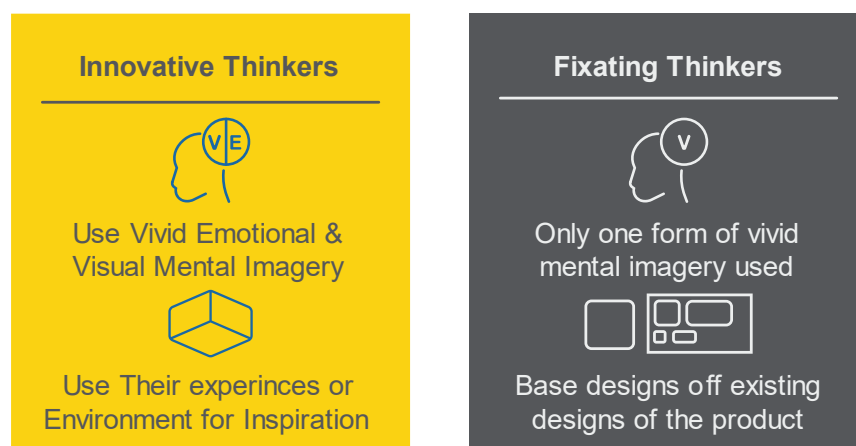 Innovative Thinkers
V E
Use Vivid Emotional &
Visual Mental Imagery
Use Their experinces or
Environment for Inspiration
Fixating Thinkers
V
Only one form of vivid
mental imagery used
Base designs off existing
designs of the product